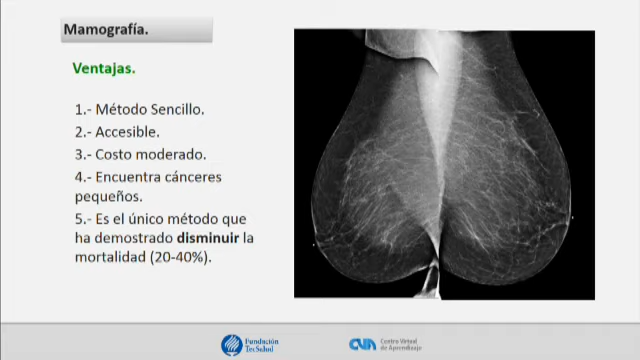 Mamografía.
Ventajas.
1.- Método Sencillo.
2.- Accesible.
3.- Costo moderado.
4.- Encuentra cánceres
pequeños.
5.- Es el único método que
ha demostrado disminuir la
mortalidad (20-40%).
Fundación
TecSalud
CVA
Centro Virtual
de Aprendizaje